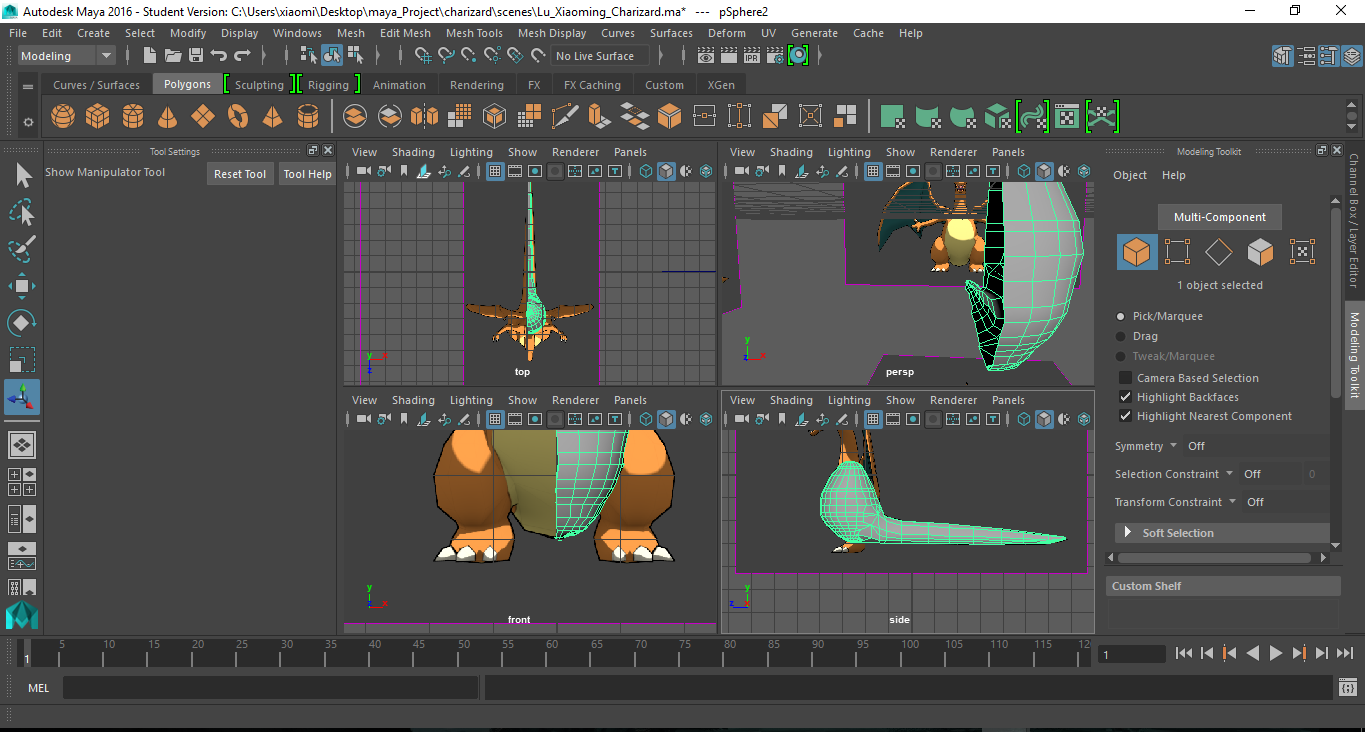 Autodesk Maya 2016 - Student Version: C:\Users\xiaomi\Desktop\maya_Project\charizard\scenes\Lu_Xiaoming_Charizard.ma* --- pSphere2
File Edit Create Select Modify Display Windows Mesh Edit Mesh Mesh Tools Mesh Display Curves Surfaces Deform UV Generate Cache Help
Modeling No Live Surface
Curves / Surfaces Polygons Sculpting Rigging Animation Rendering FX FX Caching Custom XGen
Tool Settings
Show Manipulator Tool Reset Tool Tool Help
View Shading Lighting Show Renderer Panels
top
View Shading Lighting Show Renderer Panels
persp
View Shading Lighting Show Renderer Panels
front
View Shading Lighting Show Renderer Panels
side
Modeling Toolkit
Object Help
Multi-Component
1 object selected
Pick/Marquee
Drag
Tweak/Marquee
Camera Based Selection
Highlight Backfaces
Highlight Nearest Component
Symmetry Off
Selection Constraint Off 0
Transform Constraint Off
Soft Selection
Custom Shelf
Channel Box / Layer Editor
Modeling Toolkit
1 5 10 15 20 25 30 35 40 45 50 55 60 65 70 75 80 85 90 95 100 105 110 115 12
1
MEL